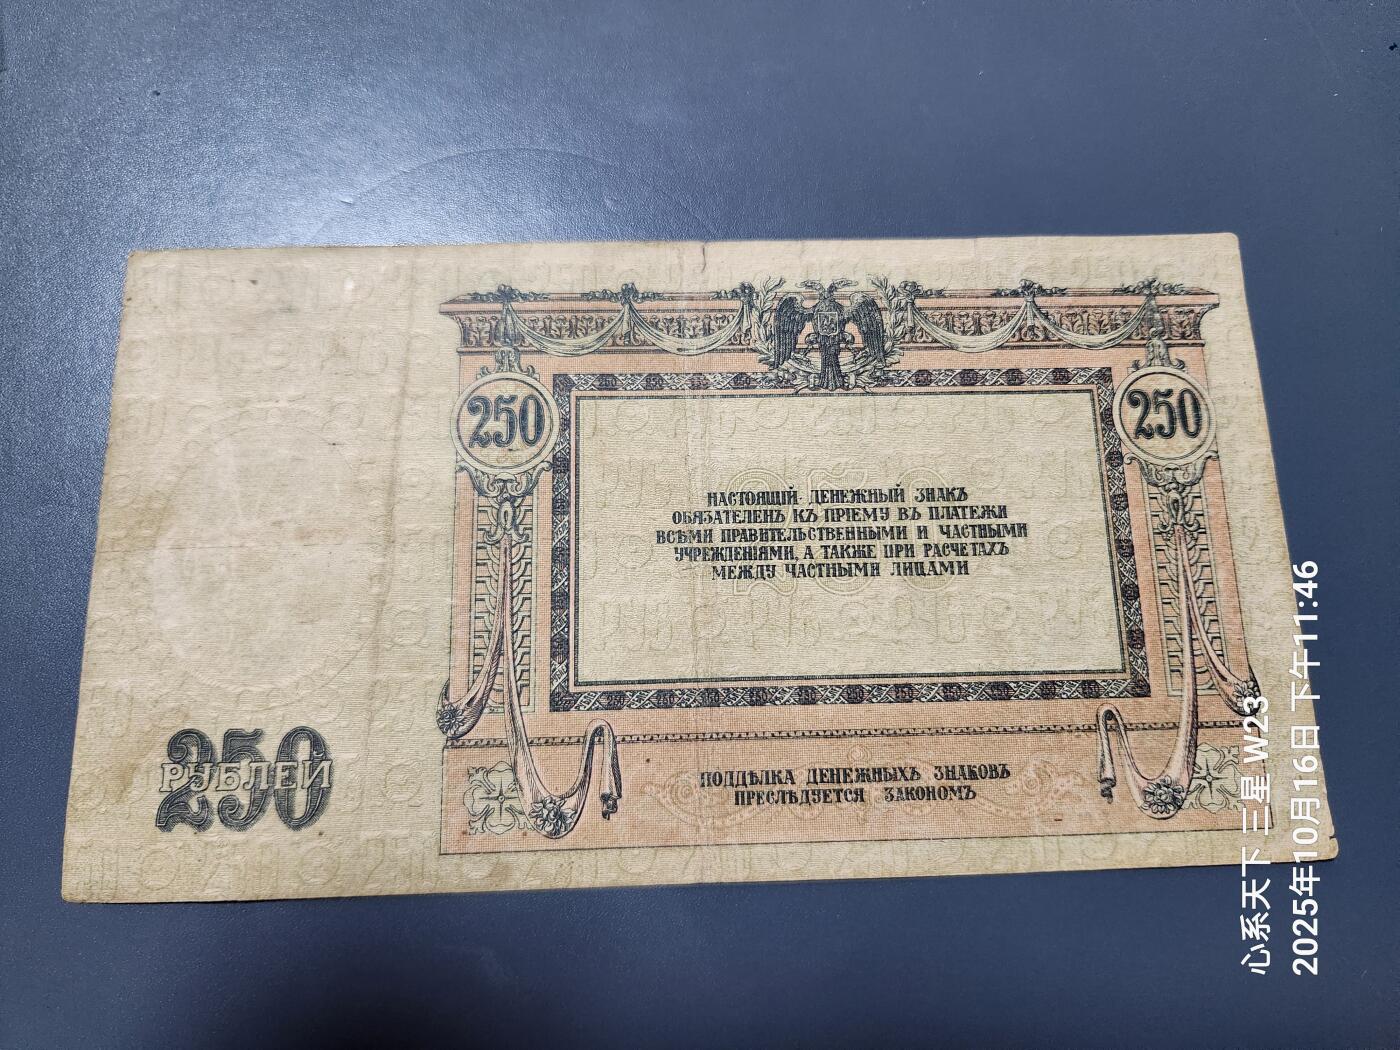 250
250
НАСТОЯЩІЙ ДЕНЕЖНЫЙ ЗНАКЪ
ОБЯЗАТЕЛЕНЪ КЪ ПРІЕМУ ВЪ ПЛАТЕЖИ
ВСѢМИ ПРАВИТЕЛЬСТВЕННЫМИ И ЧАСТНЫМИ
УЧРЕЖДЕНІЯМИ, А ТАКЖЕ ПРИ РАСЧЕТАХЪ
МЕЖДУ ЧАСТНЫМИ ЛИЦАМИ
250
РУБЛЕЙ
ПОДДѢЛКА ДЕНЕЖНЫХЪ ЗНАКОВЪ
ПРЕСЛѢДУЕТСЯ ЗАКОНОМЪ
心系天下三星 W23
2025年10月16日 下午11:46